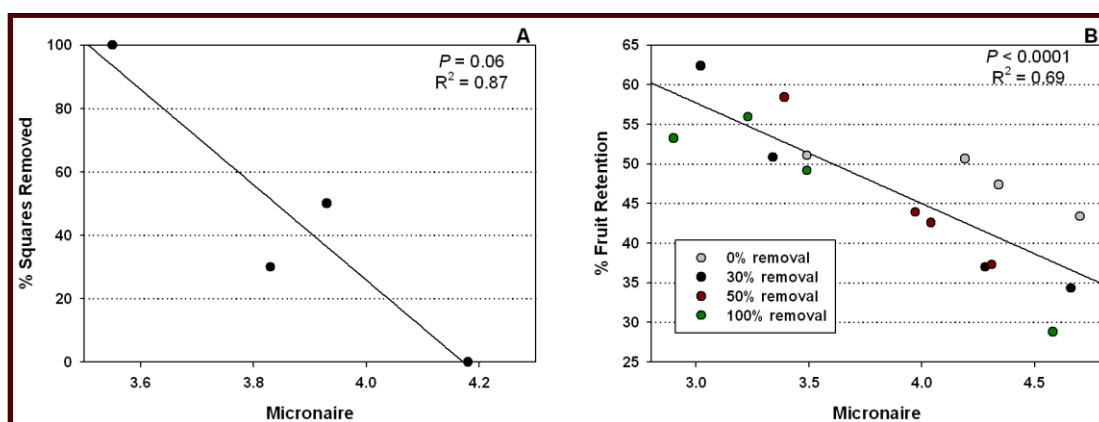 A
P = 0.06
R² = 0.87
% Squares Removed
100
80
60
40
20
0
3.6 3.8 4.0 4.2
Micronaire
B
P < 0.0001
R² = 0.69
% Fruit Retention
65
60
55
50
45
40
35
30
25
0% removal
30% removal
50% removal
100% removal
3.0 3.5 4.0 4.5
Micronaire